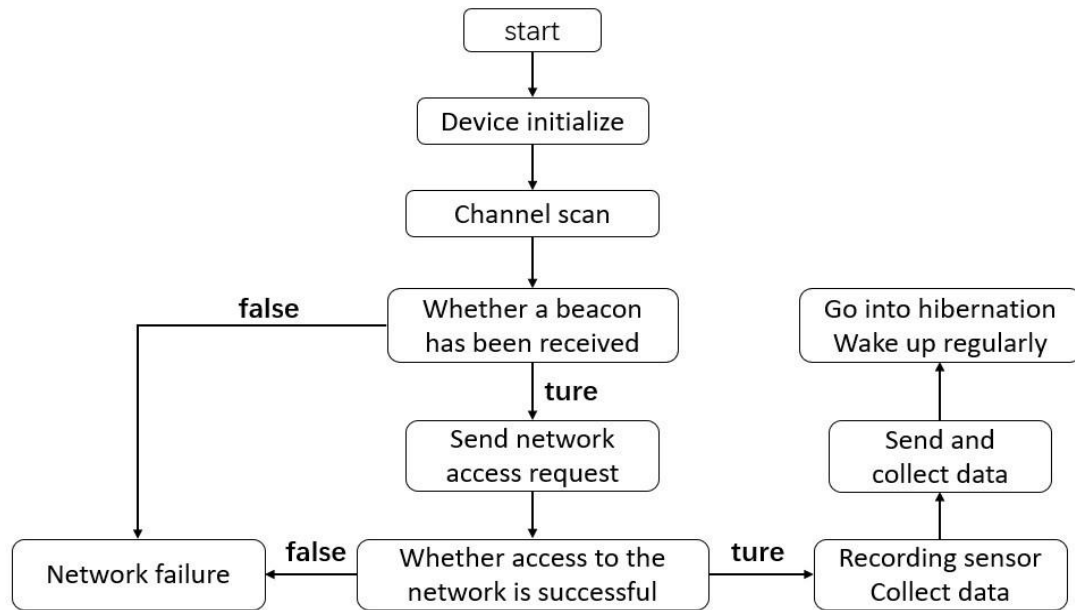 start
Device initialize
Channel scan
false
Whether a beacon
has been received
Go into hibernation
Wake up regularly
ture
Send network
access request
Send and
collect data
Network failure
false
Whether access to the
network is successful
ture
Recording sensor
Collect data